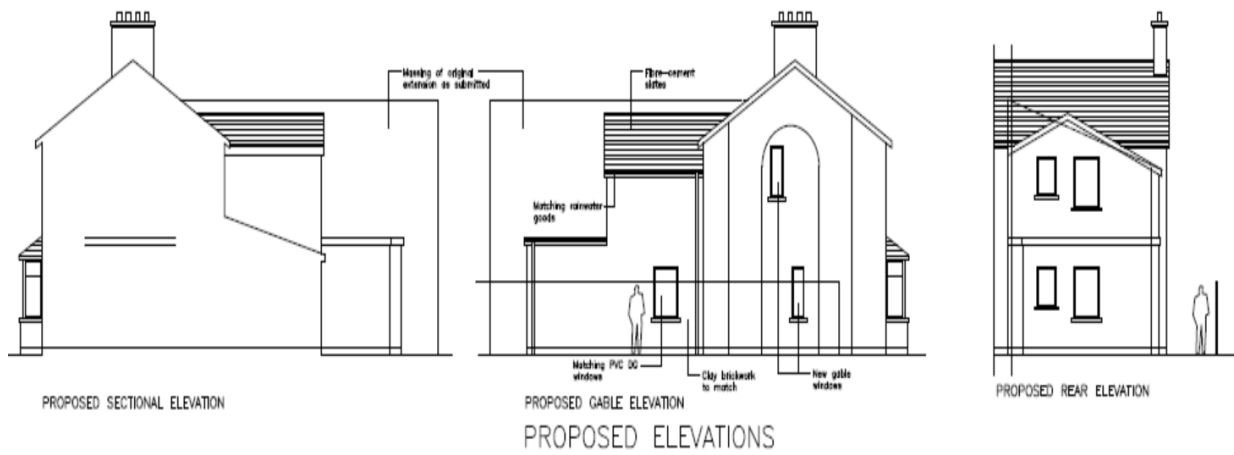 Massing of original
extension as submitted
Fibre-cement
slates
Matching rainwater
goods
Matching PVC DG
windows
Clay brickwork
to match
New gable
windows
PROPOSED SECTIONAL ELEVATION
PROPOSED GABLE ELEVATION
PROPOSED REAR ELEVATION
PROPOSED ELEVATIONS